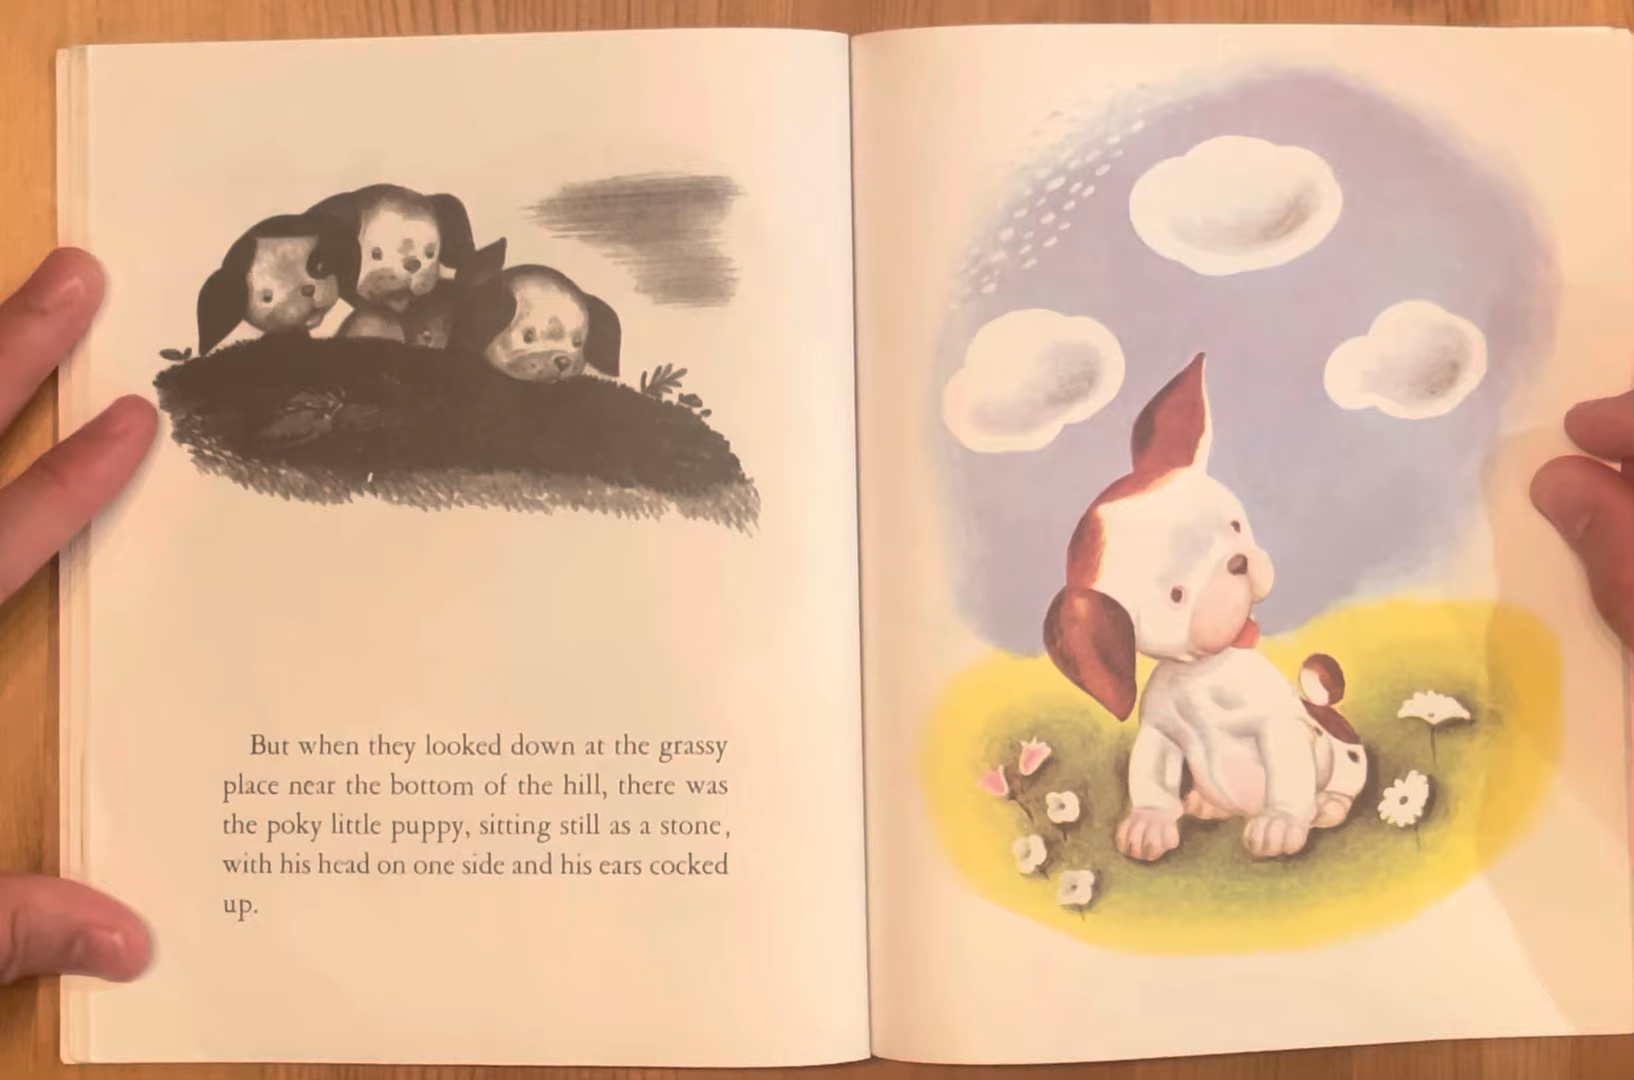 But when they looked down at the grassy
place near the bottom of the hill, there was
the poky little puppy, sitting still as a stone,
with his head on one side and his ears cocked
up.